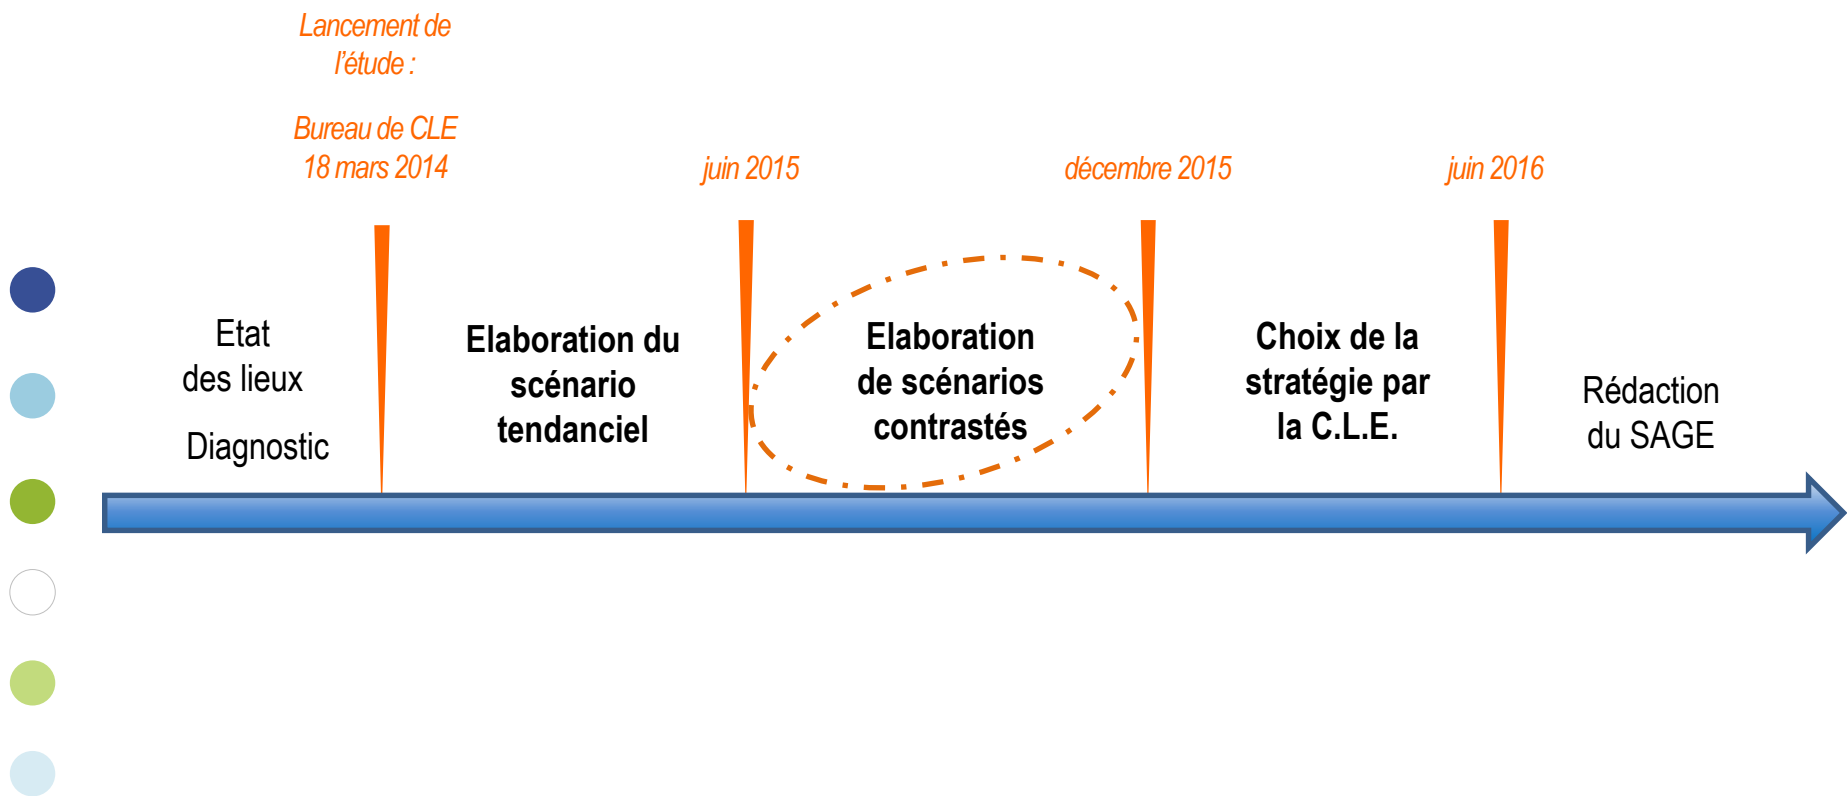 Lancement de
l'étude :
Bureau de CLE
18 mars 2014
juin 2015
décembre 2015
juin 2016
Etat
des lieux
Diagnostic
Elaboration du
scénario
tendanciel
Elaboration
de scénarios
contrastés
Choix de la
stratégie par
la C.L.E.
Rédaction
du SAGE